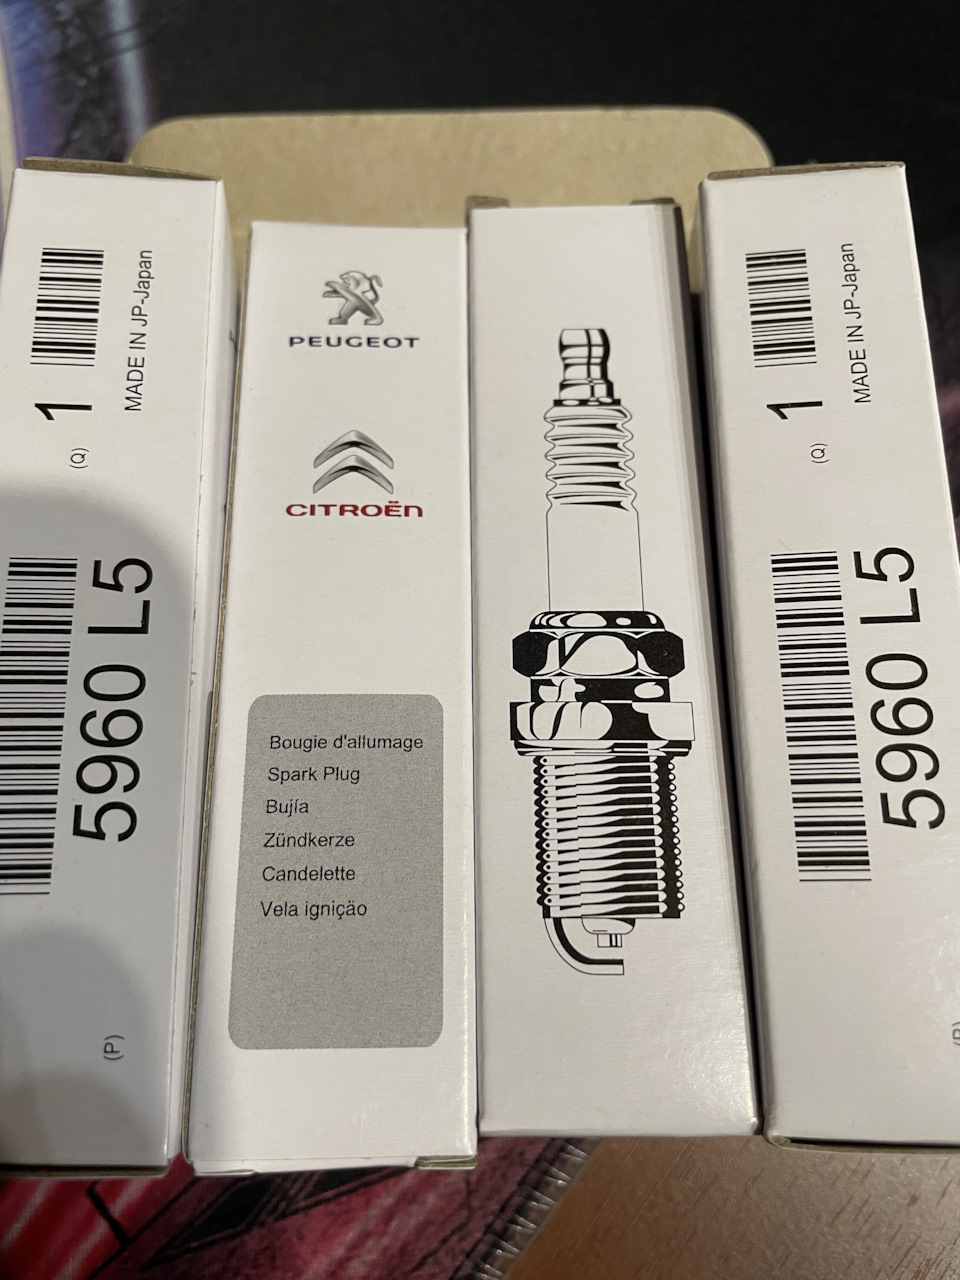 MADE IN JP-Japan
(Q) 1
5960 L5
(P)
PEUGEOT
CITROËN
Bougie d'allumage
Spark Plug
Bujía
Zündkerze
Candelette
Vela igniçäo
MADE IN JP-Japan
(Q) 1
5960 L5
(P)